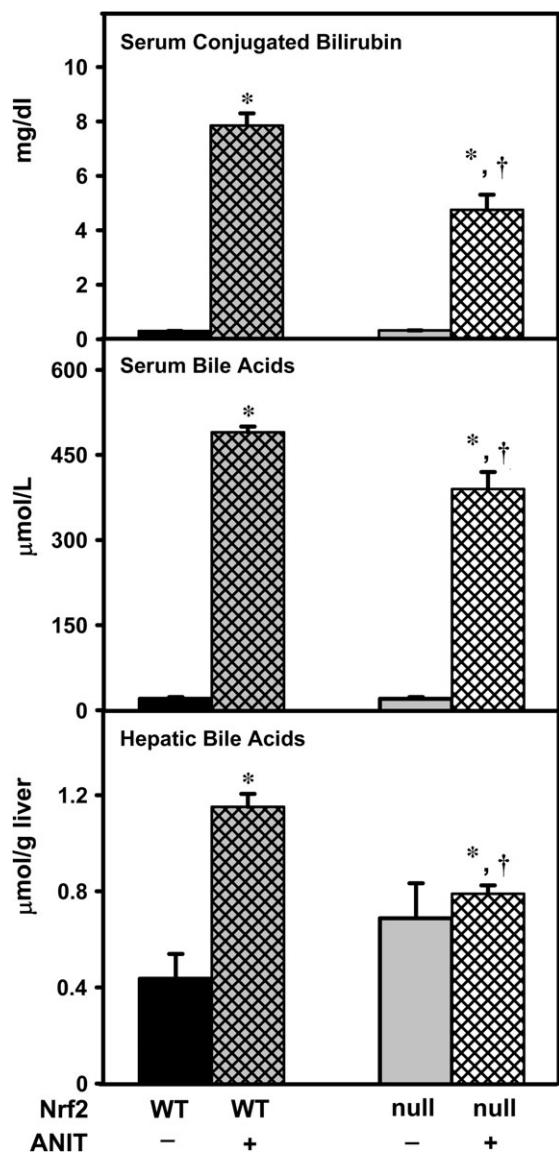 Serum Conjugated Bilirubin
mg/dl
10
8
6
4
2
0
*
*, †
Serum Bile Acids
μmol/L
600
450
300
150
0
*
*, †
Hepatic Bile Acids
μmol/g liver
1.2
0.8
0.4
0
*
*, †
Nrf2 WT WT null null
ANIT – + – +